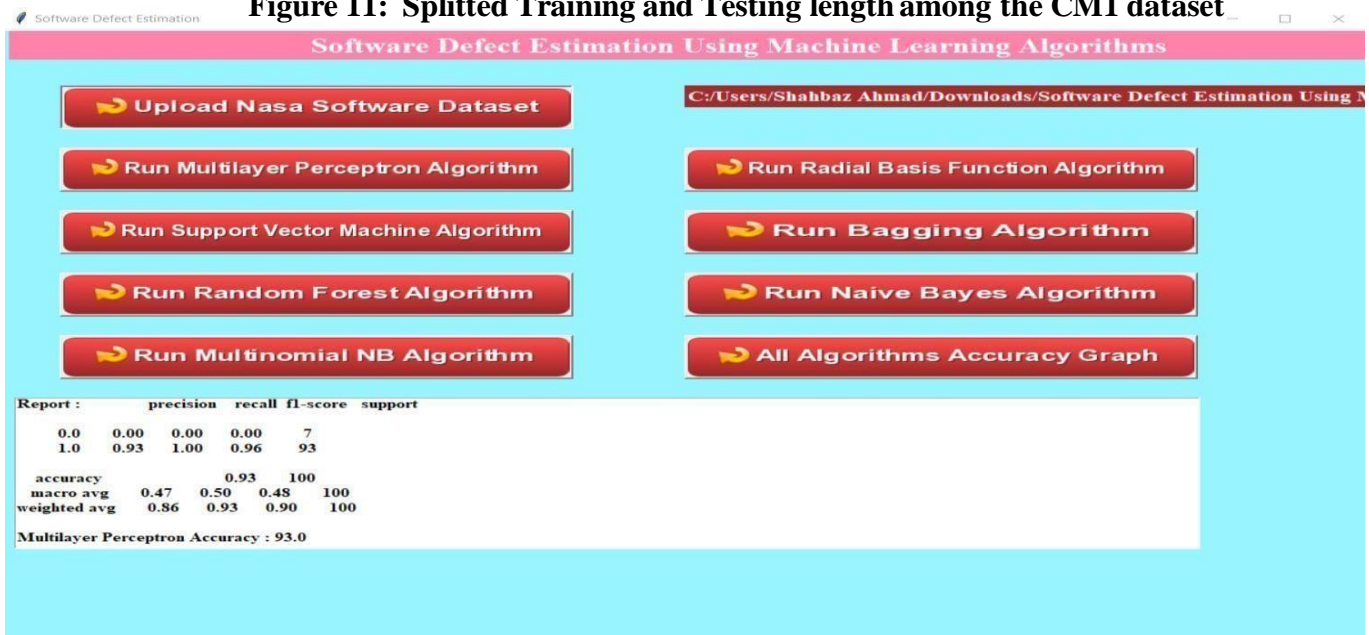 Figure 11: Splitted Training and Testing length among the CM1 dataset
Software Defect Estimation
Software Defect Estimation Using Machine Learning Algorithms
Upload Nasa Software Dataset
C:/Users/Shahbaz Ahmad/Downloads/Software Defect Estimation Using
Run Multilayer Perceptron Algorithm
Run Radial Basis Function Algorithm
Run Support Vector Machine Algorithm
Run Bagging Algorithm
Run Random Forest Algorithm
Run Naive Bayes Algorithm
Run Multinomial NB Algorithm
All Algorithms Accuracy Graph
Report : precision recall f1-score support
0.0 0.00 0.00 0.00 7
1.0 0.93 1.00 0.96 93
accuracy 0.93 100
macro avg 0.47 0.50 0.48 100
weighted avg 0.86 0.93 0.90 100
Multilayer Perceptron Accuracy : 93.0